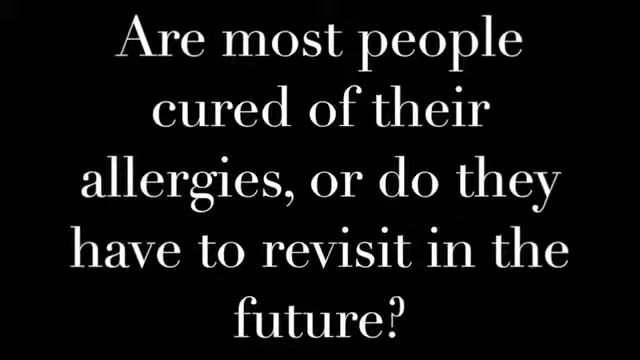 Are most people
cured of their
allergies, or do they
have to revisit in the
future?